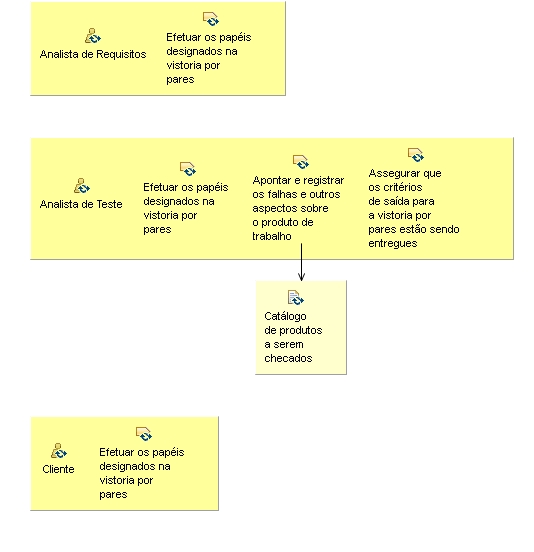 Analista de Requisitos
Efetuar os papéis
designados na
vistoria por
pares
Analista de Teste
Efetuar os papéis
designados na
vistoria por
pares
Apontar e registrar
os falhas e outros
aspectos sobre
o produto de
trabalho
Assegurar que
os critérios
de saída para
a vistoria por
pares estão sendo
entregues
Catálogo
de produtos
a serem
checados
Cliente
Efetuar os papéis
designados na
vistoria por
pares